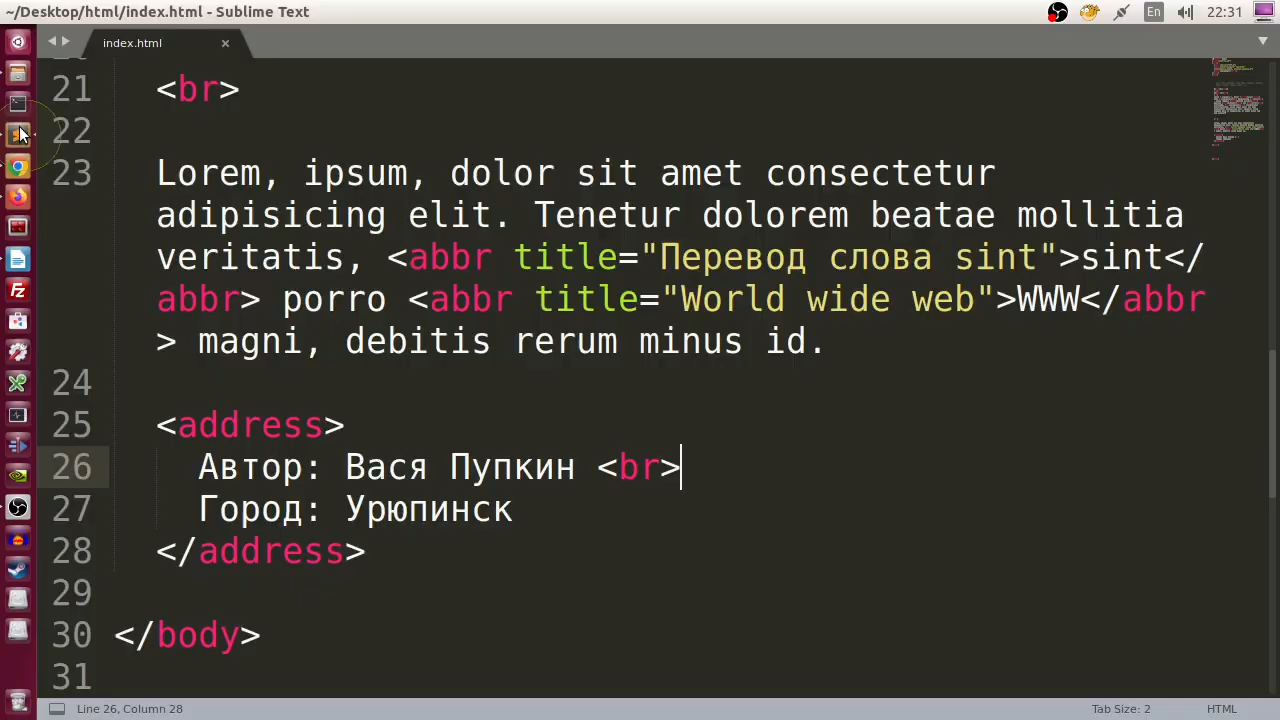 ~/Desktop/html/index.html - Sublime Text
En
22:31
index.html
21 <br>
22
23 Lorem, ipsum, dolor sit amet consectetur
adipisicing elit. Tenetur dolorem beatae mollitia
veritatis, <abbr title="Перевод слова sint">sint</
abbr> porro <abbr title="World wide web">WWW</abbr
> magni, debitis rerum minus id.
24
25 <address>
26 Автор: Вася Пупкин <br>
27 Город: Урюпинск
28 </address>
29
30 </body>
31
Line 26, Column 28
Tab Size: 2
HTML